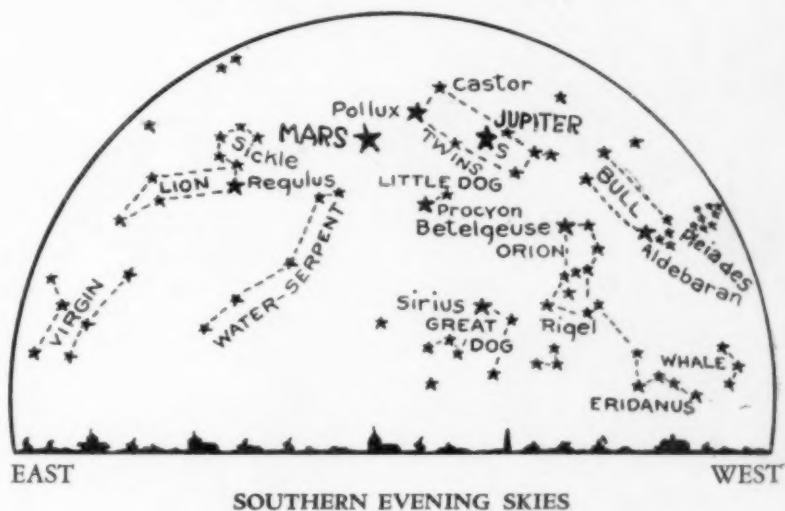 Castor
Pollux
JUPITER
MARS
TWINS
Sickle
LION
Regulus
LITTLE DOG
BULL
Procyon
Betelgeuse
ORION
Pleiades
Aldebaran
WATER-SERPENT
VIRGIN
Sirius
GREAT
DOG
Rigel
WHALE
ERIDANUS
EAST
WEST
SOUTHERN EVENING SKIES